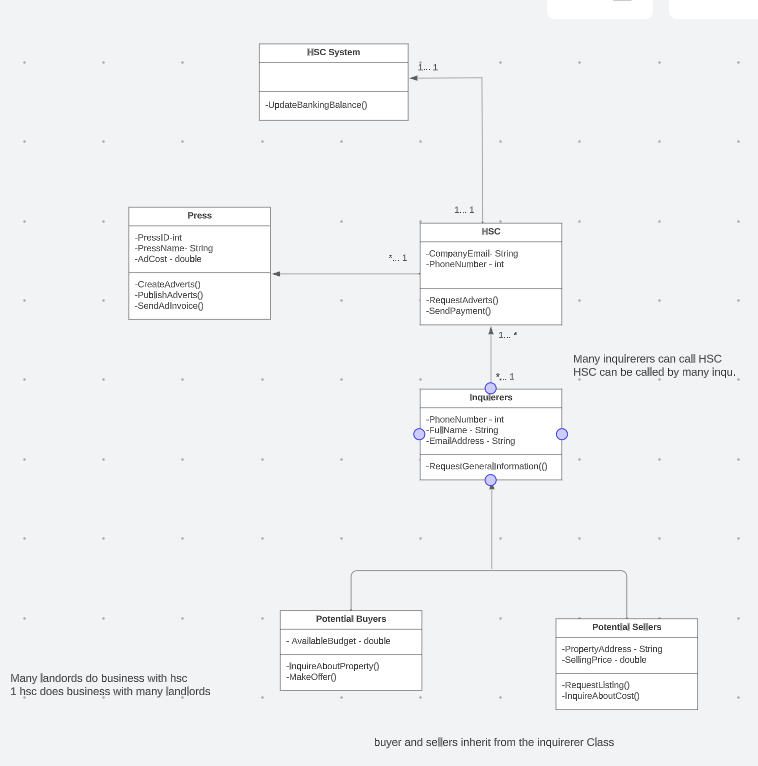 HSC System
1... 1
-UpdateBankingBalance()
1... 1
Press
-PressID-int
-PressName- String
-AdCost - double
-CreateAdverts()
-PublishAdverts()
-SendAdInvoice()
*... 1
HSC
-CompanyEmail- String
-PhoneNumber - int
-RequestAdverts()
-SendPayment()
1... *
Many inquirerers can call HSC
HSC can be called by many inqu.
*... 1
Inquierers
-PhoneNumber - int
-FullName - String
-EmailAddress - String
-RequestGeneralInformation(()
Potential Buyers
- AvailableBudget - double
-InquireAboutProperty()
-MakeOffer()
Potential Sellers
-PropertyAddress - String
-SellingPrice - double
-RequestListing()
-InquireAboutCost()
Many landords do business with hsc
1 hsc does business with many landlords
buyer and sellers inherit from the inquirerer Class